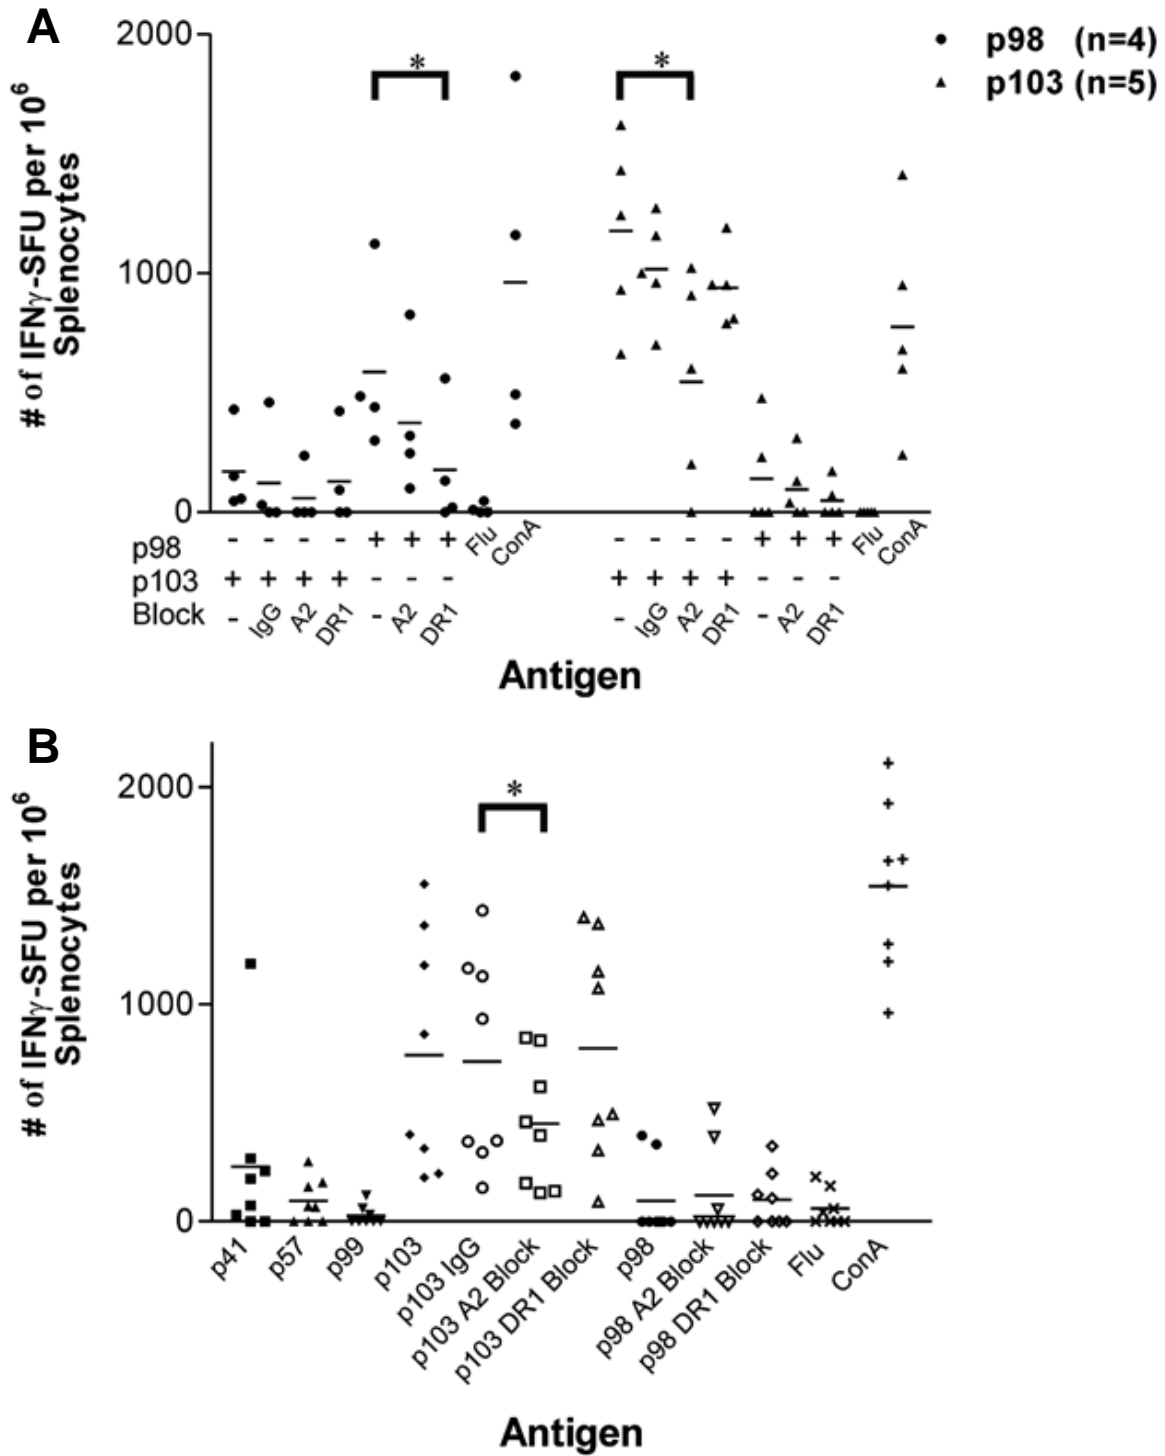 A
2000
1000
0
# of IFNγ-SFU per 10⁶
Splenocytes
*
*
p98 (n=4)
p103 (n=5)
p98 - - - - + + + Flu ConA - - - - + + + Flu ConA
p103 + + + + - - - + + + + - - -
Block - IgG A2 DR1 - A2 DR1 - IgG A2 DR1 - A2 DR1
Antigen
B
2000
1000
0
# of IFNγ-SFU per 10⁶
Splenocytes
*
p41
p57
p99
p103
p103 IgG
p103 A2 Block
p103 DR1 Block
p98
p98 A2 Block
p98 DR1 Block
Flu
ConA
Antigen